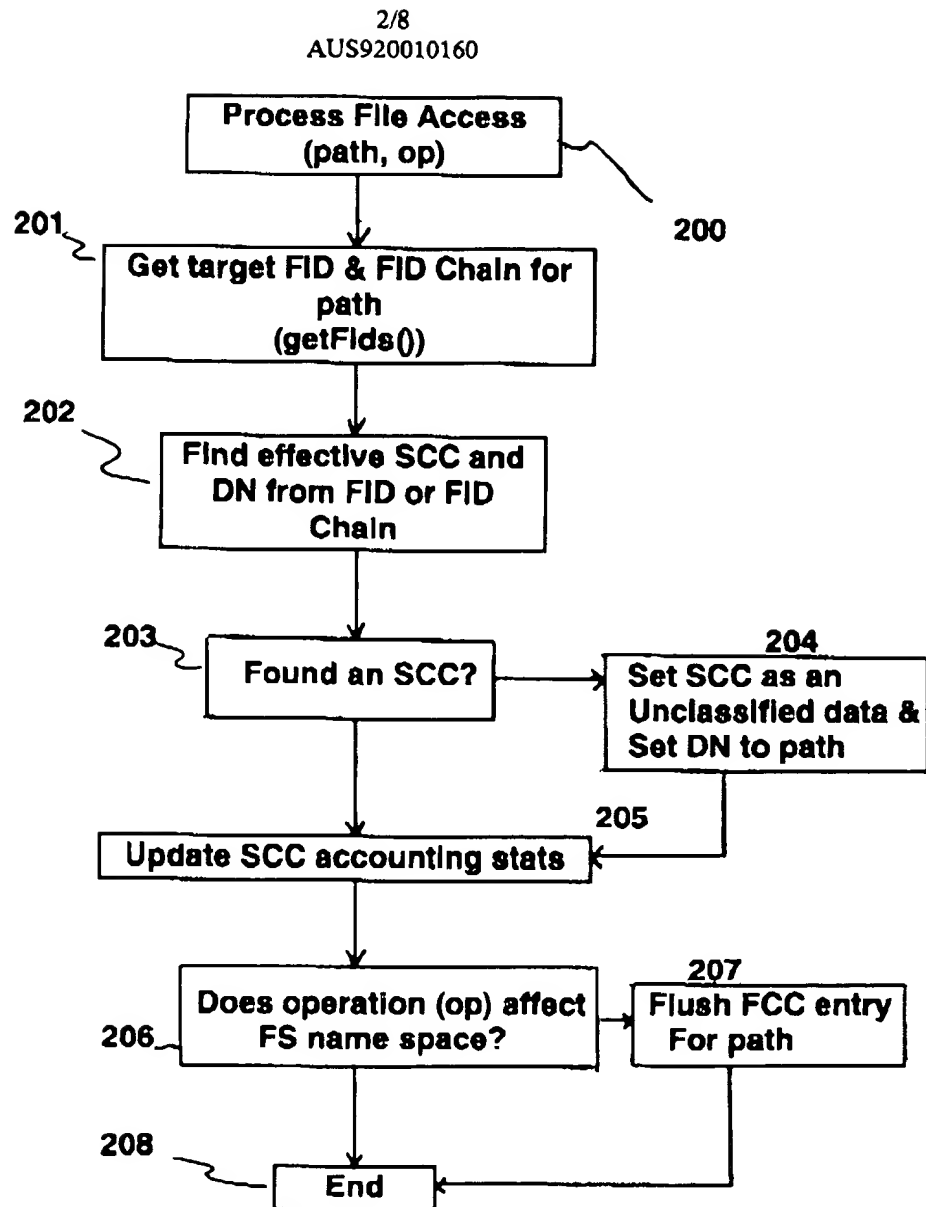 2/8
AUS920010160
Process File Access
(path, op)
200
201
Get target FID & FID Chain for
path
(getFids())
202
Find effective SCC and
DN from FID or FID
Chain
203
Found an SCC?
204
Set SCC as an
Unclassified data &
Set DN to path
205
Update SCC accounting stats
206
Does operation (op) affect
FS name space?
207
Flush FCC entry
For path
208
End